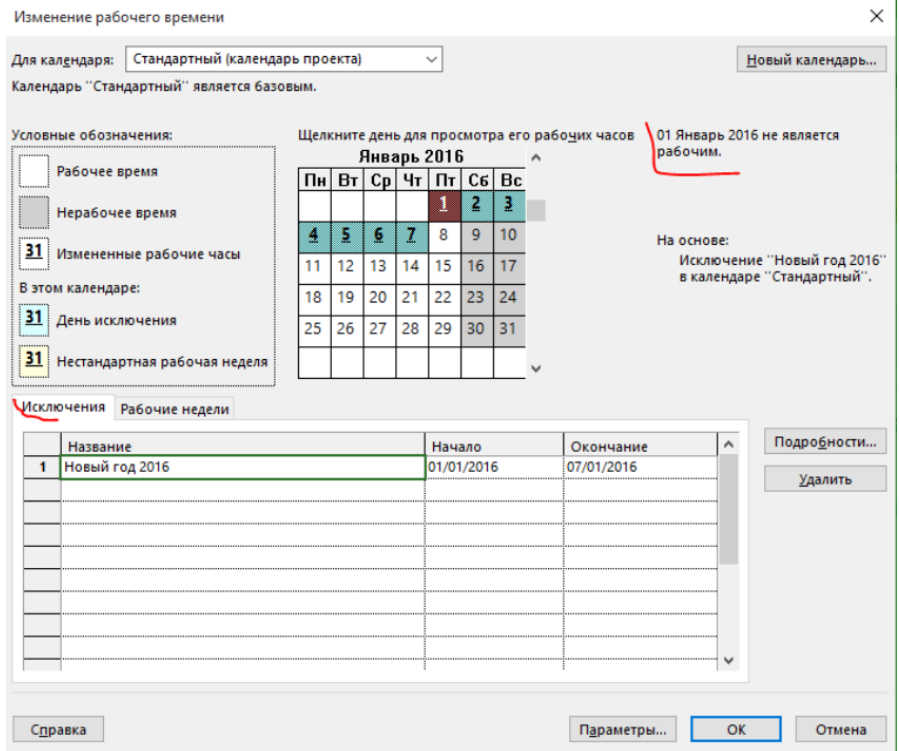 Изменение рабочего времени
Для календаря: Стандартный (календарь проекта)
Новый календарь...
Календарь "Стандартный" является базовым.
Условные обозначения:
Рабочее время
Нерабочее время
31 Измененные рабочие часы
В этом календаре:
31 День исключения
31 Нестандартная рабочая неделя
Щелкните день для просмотра его рабочих часов
Январь 2016
Пн Вт Ср Чт Пт Сб Вс
1 2 3
4 5 6 7 8 9 10
11 12 13 14 15 16 17
18 19 20 21 22 23 24
25 26 27 28 29 30 31
01 Январь 2016 не является
рабочим.
На основе:
Исключение "Новый год 2016"
в календаре "Стандартный".
Исключения Рабочие недели
Название Начало Окончание
1 Новый год 2016 01/01/2016 07/01/2016
Подробности...
Удалить
Справка Параметры... ОК Отмена